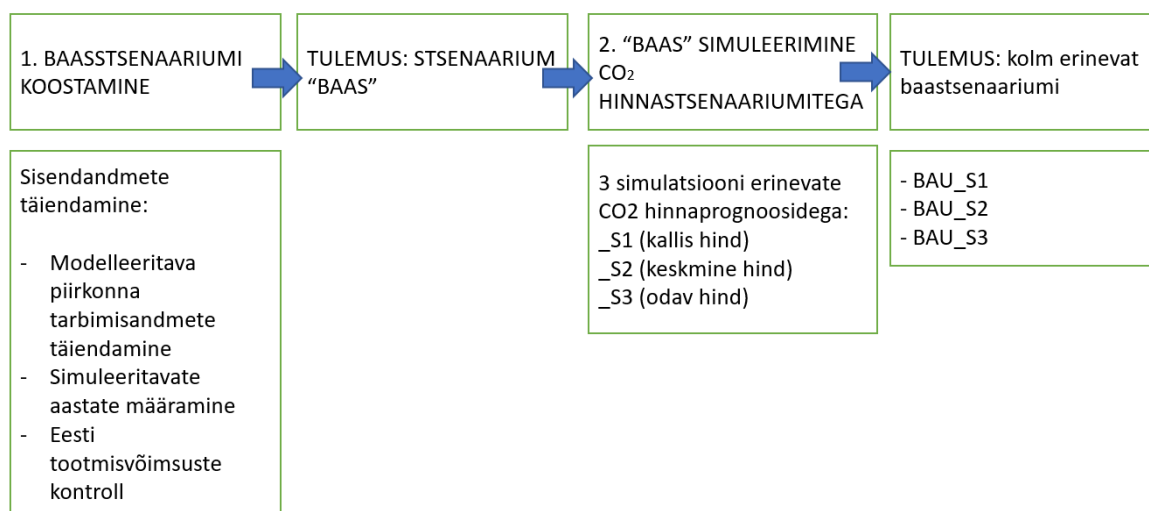 1. BAASSTSENAARIUMI
KOOSTAMINE
TULEMUS: STSENAARIUM
“BAAS”
2. “BAAS” SIMULEERIMINE
CO₂
HINNASTSENAARIUMITEGA
TULEMUS: kolm erinevat
baastsenaariumi
Sisendandmete
täiendamine:
- Modelleeritava
piirkonna
tarbimisandmete
täiendamine
- Simuleeritavate
aastate määramine
- Eesti
tootmisvõimsuste
kontroll
3 simulatsiooni erinevate
CO2 hinnaprognoosidega:
_S1 (kallis hind)
_S2 (keskmine hind)
_S3 (odav hind)
- BAU_S1
- BAU_S2
- BAU_S3